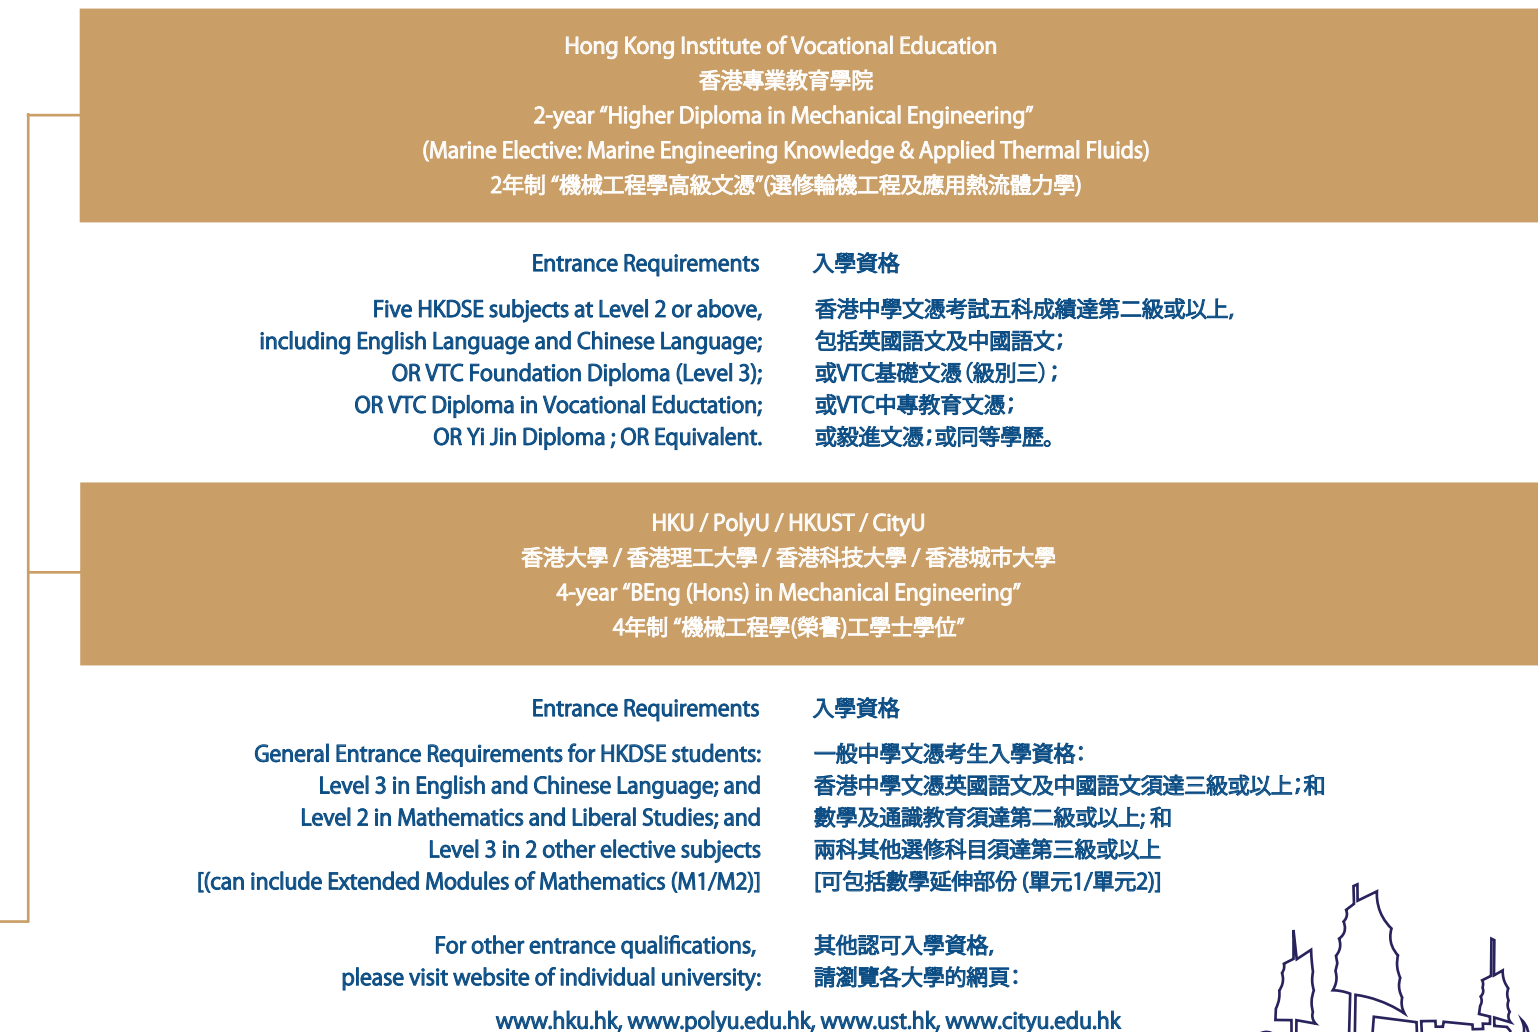 Hong Kong Institute of Vocational Education
香港專業教育學院
2-year “Higher Diploma in Mechanical Engineering”
(Marine Elective: Marine Engineering Knowledge & Applied Thermal Fluids)
2年制 “機械工程學高級文憑”(選修輪機工程及應用熱流體力學)
Entrance Requirements
Five HKDSE subjects at Level 2 or above,
including English Language and Chinese Language;
OR VTC Foundation Diploma (Level 3);
OR VTC Diploma in Vocational Eductation;
OR Yi Jin Diploma ; OR Equivalent.
入學資格
香港中學文憑考試五科成績達第二級或以上,
包括英國語文及中國語文；
或VTC基礎文憑（級別三）；
或VTC中專教育文憑；
或毅進文憑；或同等學歷。
HKU / PolyU / HKUST / CityU
香港大學 / 香港理工大學 / 香港科技大學 / 香港城市大學
4-year “BEng (Hons) in Mechanical Engineering”
4年制 “機械工程學(榮譽)工學士學位”
Entrance Requirements
General Entrance Requirements for HKDSE students:
Level 3 in English and Chinese Language; and
Level 2 in Mathematics and Liberal Studies; and
Level 3 in 2 other elective subjects
[(can include Extended Modules of Mathematics (M1/M2)]
For other entrance qualifications,
please visit website of individual university:
入學資格
一般中學文憑考生入學資格：
香港中學文憑英國語文及中國語文須達三級或以上；和
數學及通識教育須達第二級或以上; 和
兩科其他選修科目須達第三級或以上
[可包括數學延伸部份 (單元1/單元2)]
其他認可入學資格,
請瀏覽各大學的網頁：
www.hku.hk, www.polyu.edu.hk, www.ust.hk, www.cityu.edu.hk